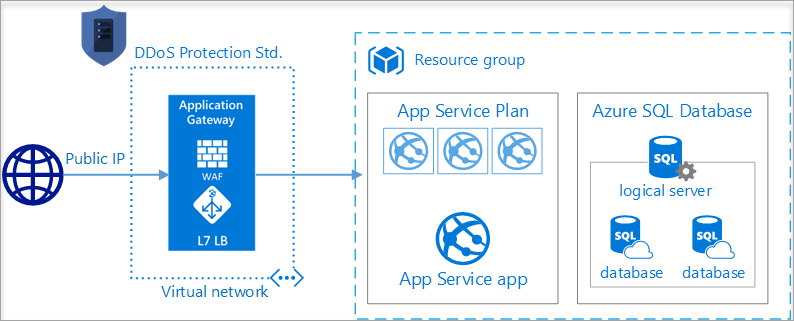 DDoS Protection Std.
Resource group
Application
Gateway
App Service Plan
Azure SQL Database
Public IP
WAF
SQL
logical server
L7 LB
SQL
SQL
App Service app
database
database
Virtual network